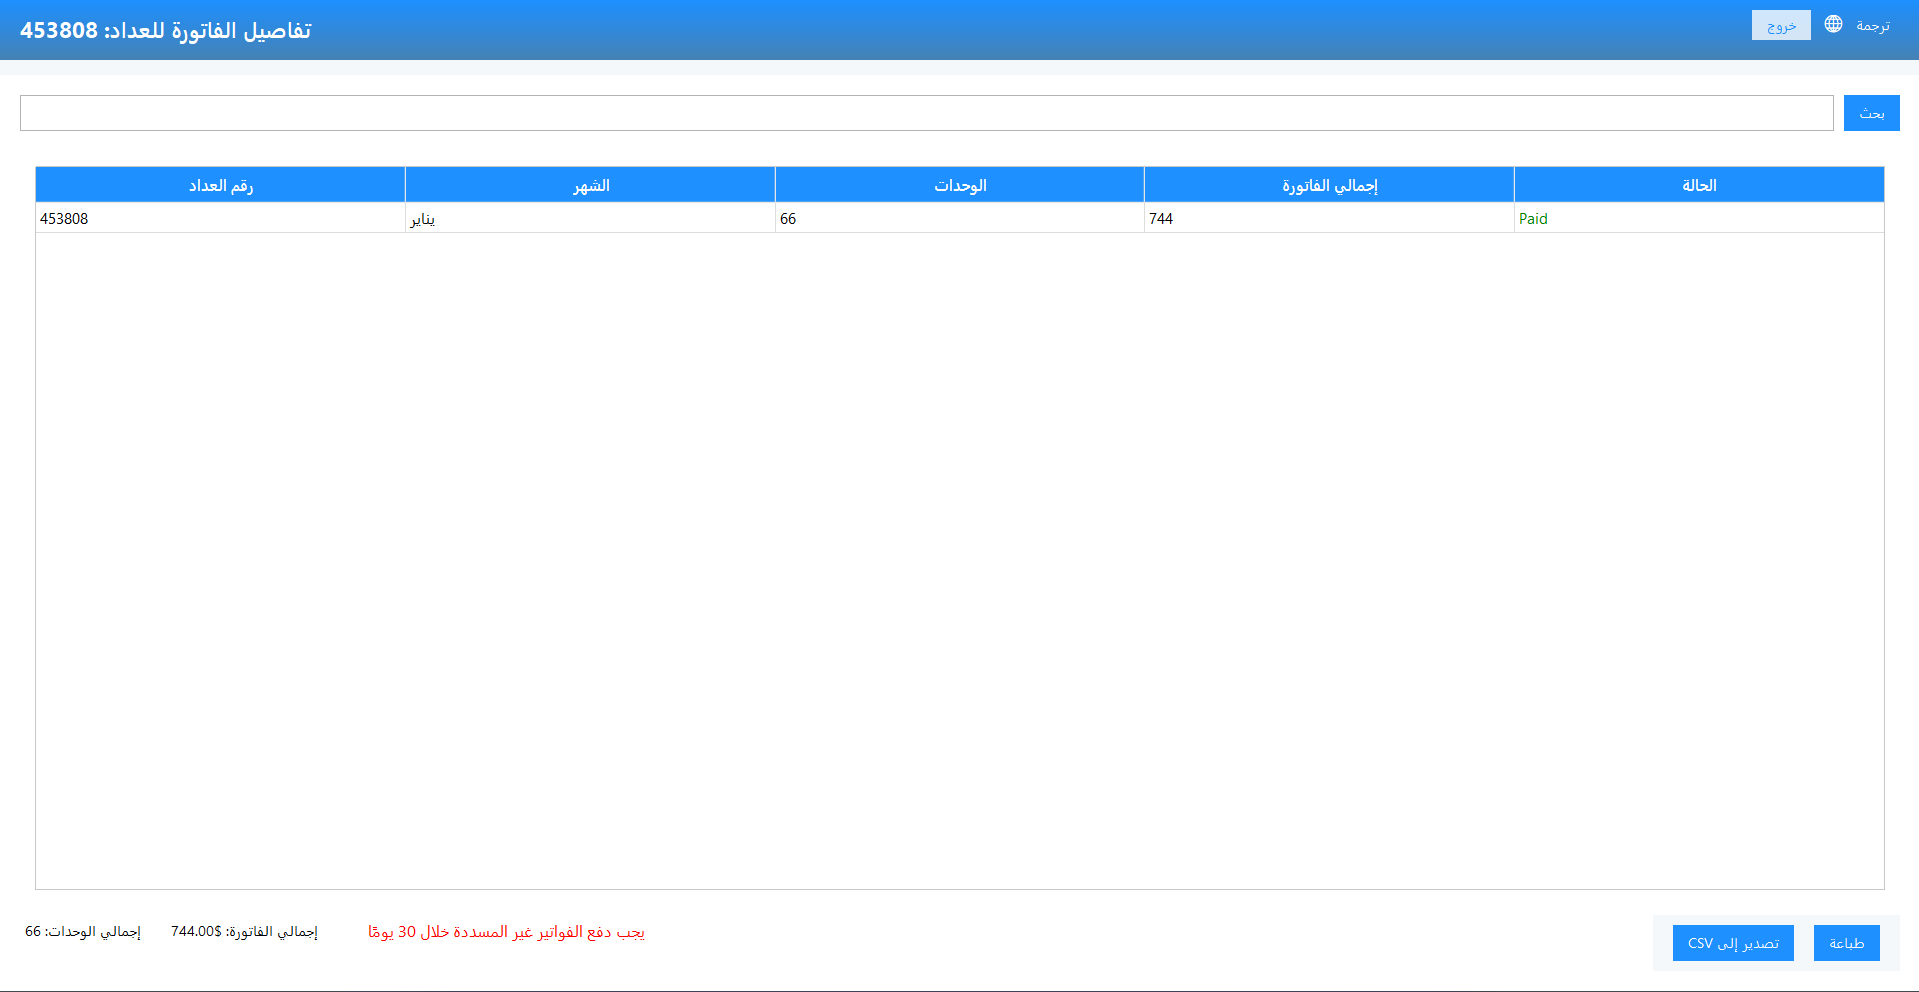 تفاصيل الفاتورة للعداد: 453808
خروج
ترجمة
بحث
رقم العداد
الشهر
الوحدات
إجمالي الفاتورة
الحالة
453808
يناير
66
744
Paid
إجمالي الوحدات: 66
إجمالي الفاتورة: $744.00
يجب دفع الفواتير غير المسددة خلال 30 يومًا
تصدير إلى CSV
طباعة